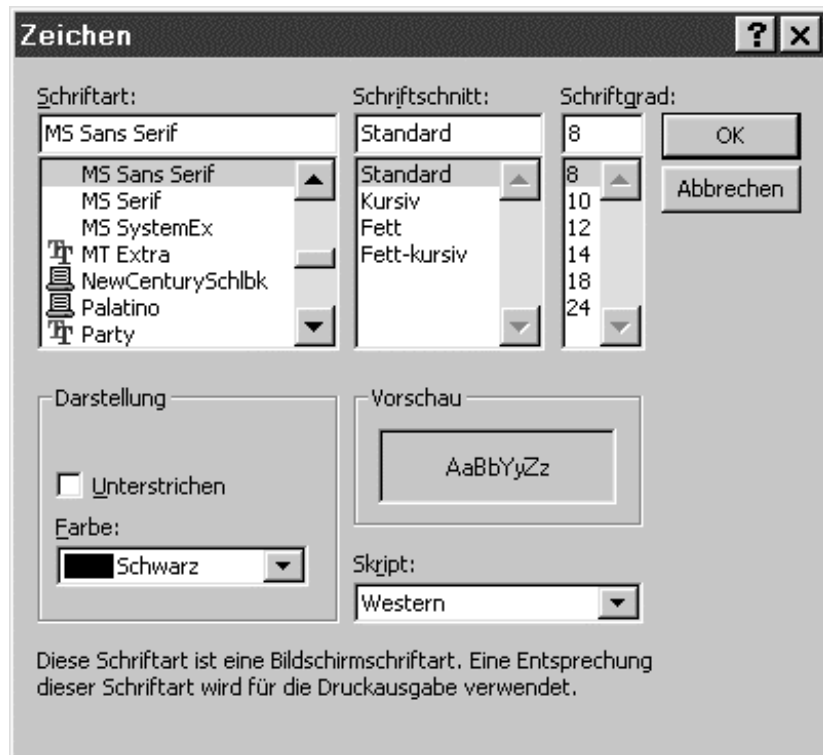 Zeichen
Schriftart: Schriftschnitt: Schriftgrad:
MS Sans Serif Standard 8 OK
MS Sans Serif Standard 8 Abbrechen
MS Serif Kursiv 10
MS SystemEx Fett 12
MT Extra Fett-kursiv 14
NewCenturySchlbk 18
Palatino 24
Party
Darstellung Vorschau
AaBbYyZz
Unterstrichen
Farbe:
Schwarz Skript:
Western
Diese Schriftart ist eine Bildschirmschriftart. Eine Entsprechung
dieser Schriftart wird für die Druckausgabe verwendet.